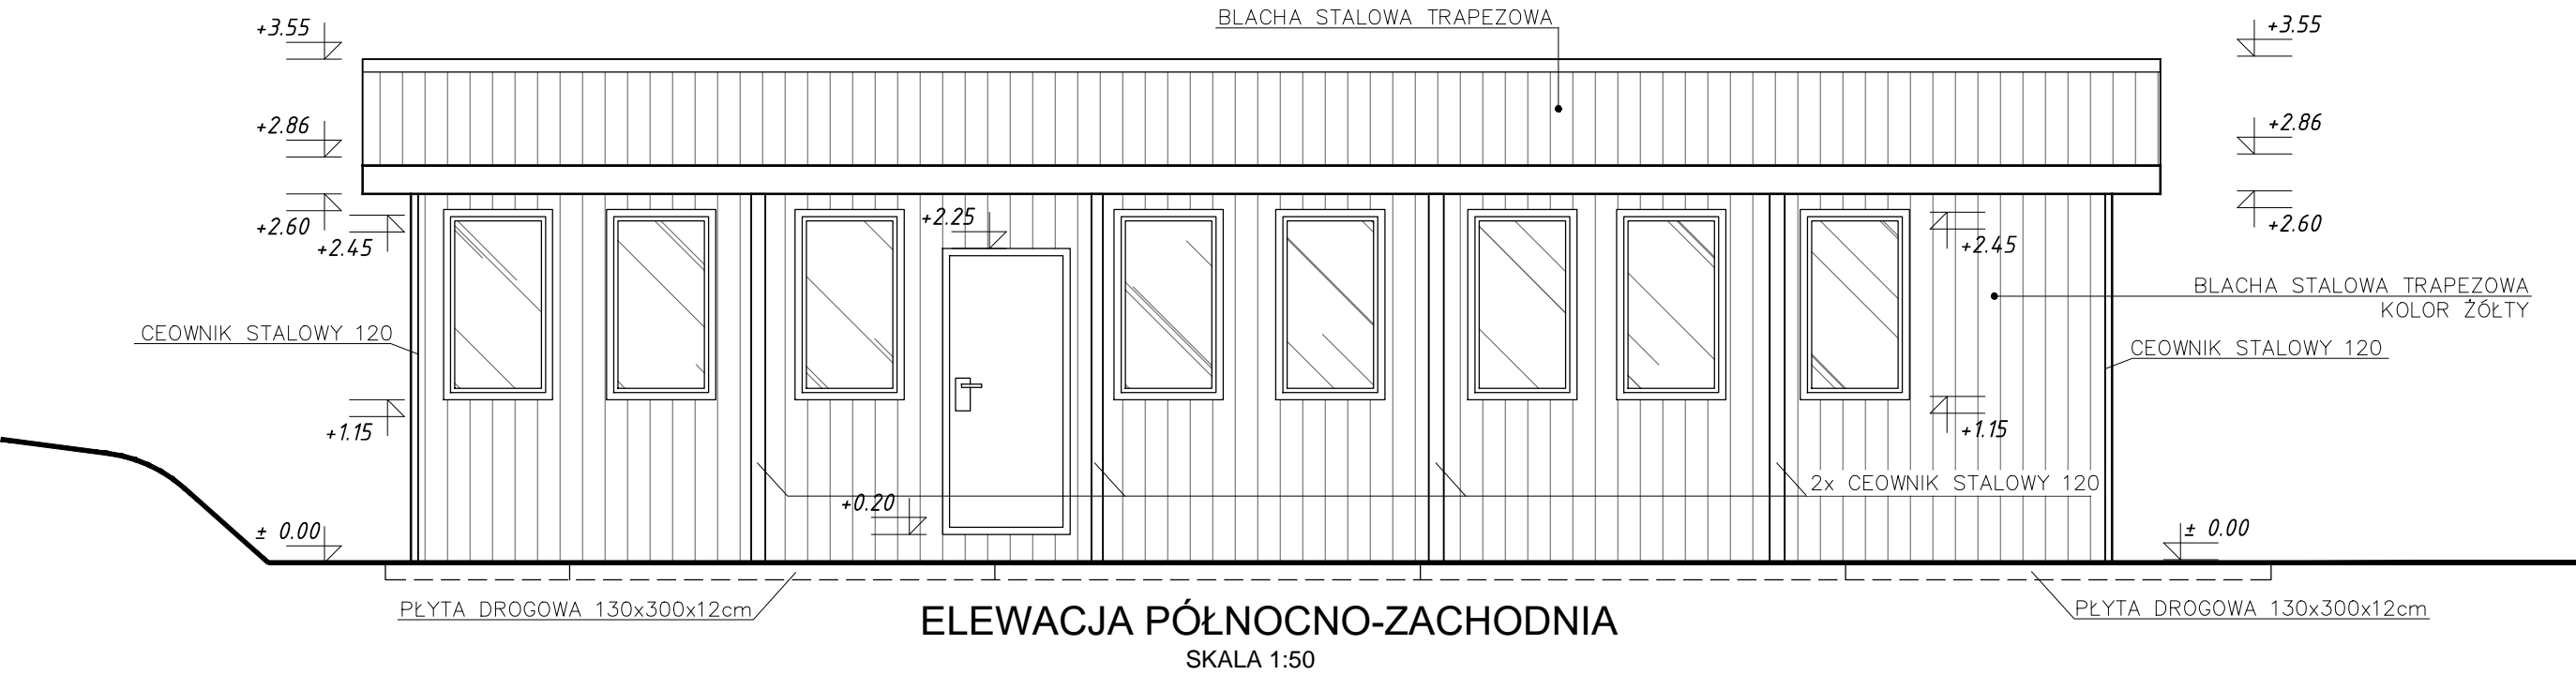 BLACHA STALOWA TRAPEZOWA
+3.55
+3.55
+2.86
+2.86
+2.60
+2.45
+2.25
+2.45
+2.60
BLACHA STALOWA TRAPEZOWA
KOLOR ŻÓŁTY
CEOWNIK STALOWY 120
CEOWNIK STALOWY 120
+1.15
+1.15
2x CEOWNIK STALOWY 120
+0.20
± 0.00
± 0.00
PŁYTA DROGOWA 130x300x12cm
PŁYTA DROGOWA 130x300x12cm
ELEWACJA PÓŁNOCNO-ZACHODNIA
SKALA 1:50